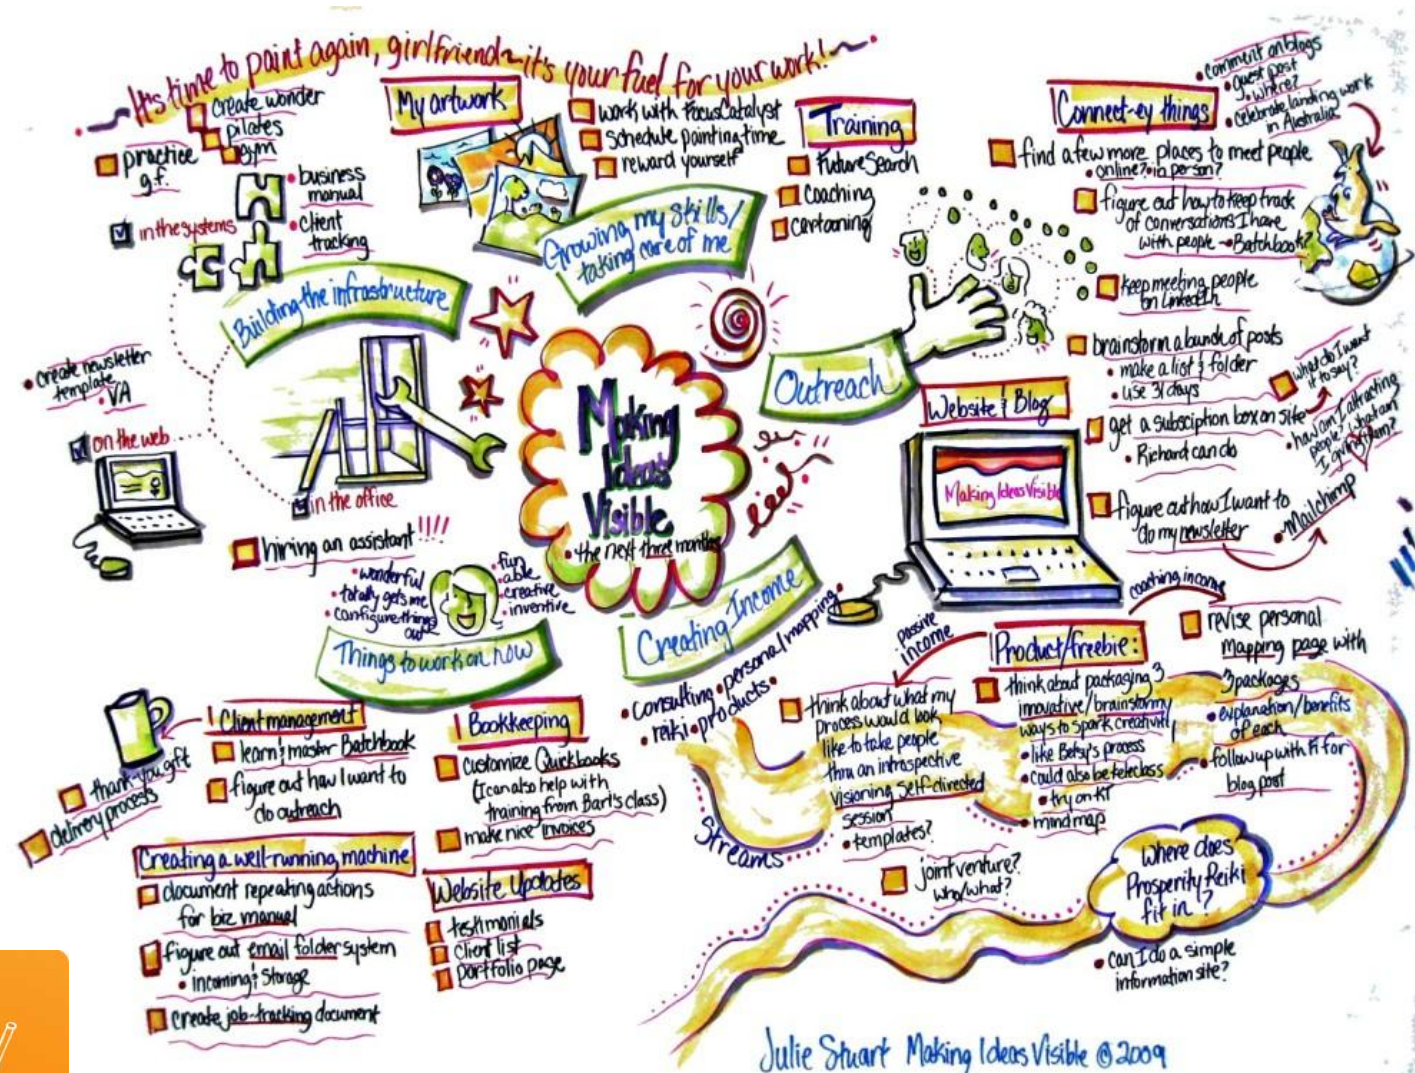 It's time to paint again, girlfriend~it's your fuel for your work!
create wonder
pilates
gym
practice
g.f.
in the systems
business
manual
client
tracking
Building the infrastructure
create newsletter
template
VA
on the web
in the office
hiring an assistant!!!!
wonderful
totally gets me
configure things
out
fun
able
creative
inventive
My artwork
work with FocusCatalyst
schedule painting time
reward yourself
Growing my skills/
taking care of me
Training
FutureSearch
coaching
cartooning
Making
Ideas
Visible
the next three months
Outreach
Connect-ey things
comment on blogs
guest post
where?
celebrate landing work
in Australia
find a few more places to meet people
online? in person?
figure out how to keep track
of conversations I have
with people → Batchbook?
keep meeting people
on LinkedIn
Website & Blog
Making Ideas Visible
brainstorm a bunch of posts
make a list & folder
use 31 days
get a subsciption box on site
Richard can do
what do I want
it to say?
how am I attracting
people? what am
I giving them?
figure out how I want to
do my newsletter
Mailchimp
Creating Income
consulting • personal mapping
reiki • products
Streams
passive
income
coaching income
think about what my
process would look
like to take people
thru an introspective
visioning Self-directed
session
templates?
joint venture?
who/what?
Product/freebie:
think about packaging 3
innovative/brainstormy
ways to spark creativity
like Betsy's process
could also be teleclass
try on KT
mind map
revise personal
mapping page with
3 packages
explanation/benefits
of each
follow up with Pi for
blog post
Where does
Prosperity Reiki
fit in?
can I do a simple
information site?
Things to work on now
Client management
learn & master Batchbook
figure out how I want to
do outreach
thank-you gift
delivery process
Bookkeeping
customize Quickbooks
(I can also help with
training from Bart's class)
make nice invoices
Creating a well-running machine
document repeating actions
for biz manual
figure out email folder system
incoming & Storage
create job-tracking document
Website Updates
testimonials
Client list
portfolio page
Julie Stuart Making Ideas Visible © 2009